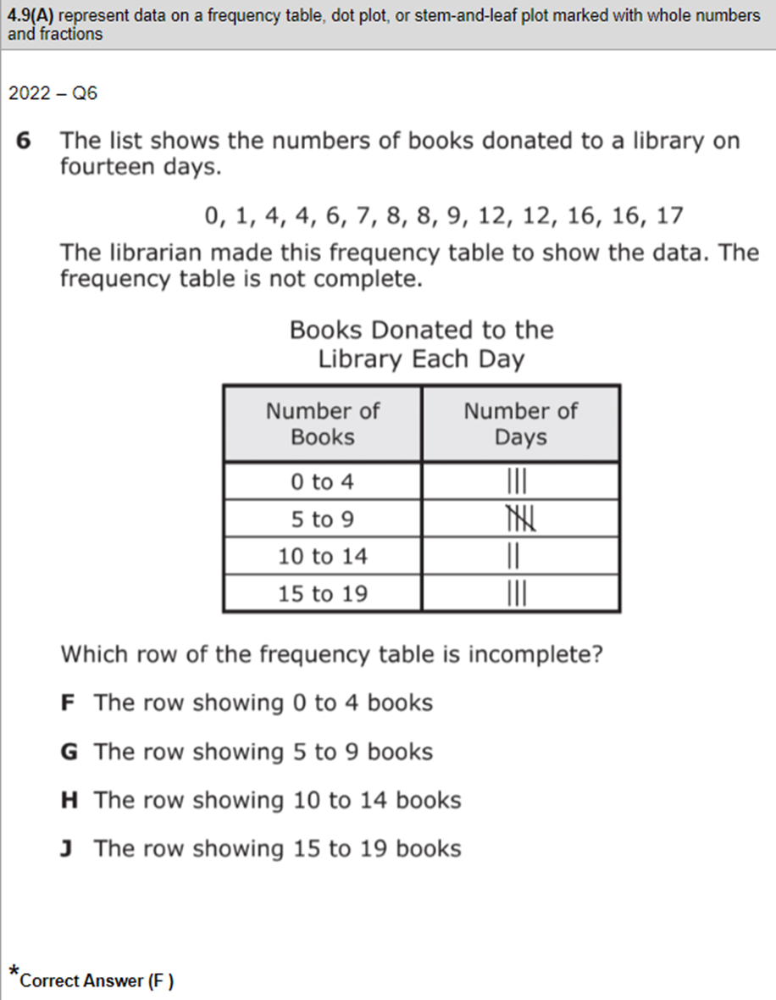 4.9(A) represent data on a frequency table, dot plot, or stem-and-leaf plot marked with whole numbers
and fractions
2022 – Q6
6 The list shows the numbers of books donated to a library on
fourteen days.
0, 1, 4, 4, 6, 7, 8, 8, 9, 12, 12, 16, 16, 17
The librarian made this frequency table to show the data. The
frequency table is not complete.
Books Donated to the
Library Each Day
Number of Number of
Books Days
0 to 4 |||
5 to 9 ||||
10 to 14 ||
15 to 19 |||
Which row of the frequency table is incomplete?
F The row showing 0 to 4 books
G The row showing 5 to 9 books
H The row showing 10 to 14 books
J The row showing 15 to 19 books
*Correct Answer (F )